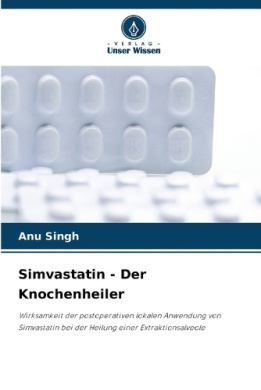 - VERLAG -
Unser Wissen
Anu Singh
Simvastatin - Der
Knochenheiler
Wirksamkeit der postoperativen lokalen Anwendung von
Simvastatin bei der Heilung einer Extraktionsalveole